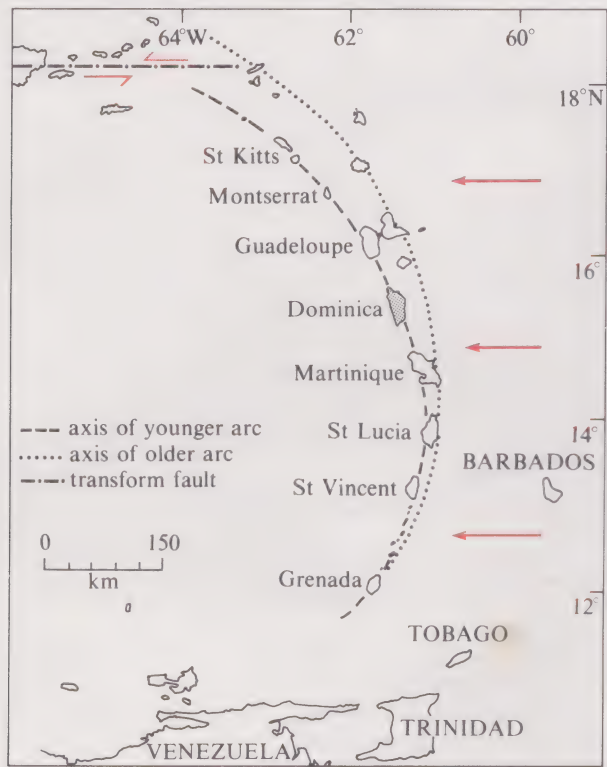 64°W 62° 60°
18°N
St Kitts
Montserrat
Guadeloupe
16°
Dominica
Martinique
axis of younger arc
axis of older arc
transform fault
St Lucia
14°
BARBADOS
St Vincent
0 150
km
Grenada
12°
TOBAGO
TRINIDAD
VENEZUELA